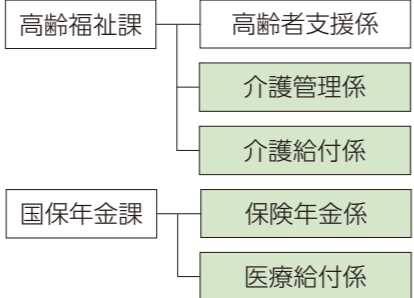 高齢福祉課
高齢者支援係
介護管理係
介護給付係
国保年金課
保険年金係
医療給付係